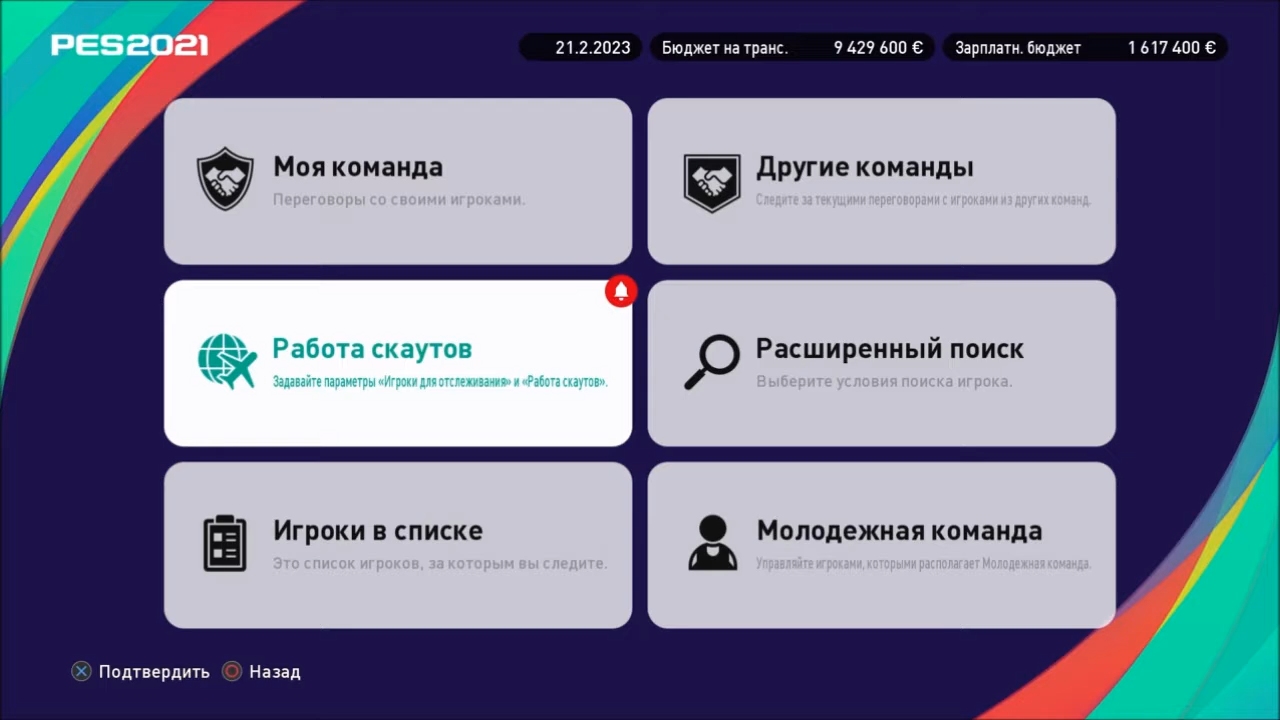 PES2021
21.2.2023 Бюджет на транс. 9 429 600 € Зарплатн. бюджет 1 617 400 €
Моя команда
Переговоры со своими игроками.
Другие команды
Следите за текущими переговорами с игроками из других команд.
Работа скаутов
Задавайте параметры «Игроки для отслеживания» и «Работа скаутов».
Расширенный поиск
Выберите условия поиска игрока.
Игроки в списке
Это список игроков, за которым вы следите.
Молодежная команда
Управляйте игроками, которыми располагает Молодежная команда.
Подтвердить Назад